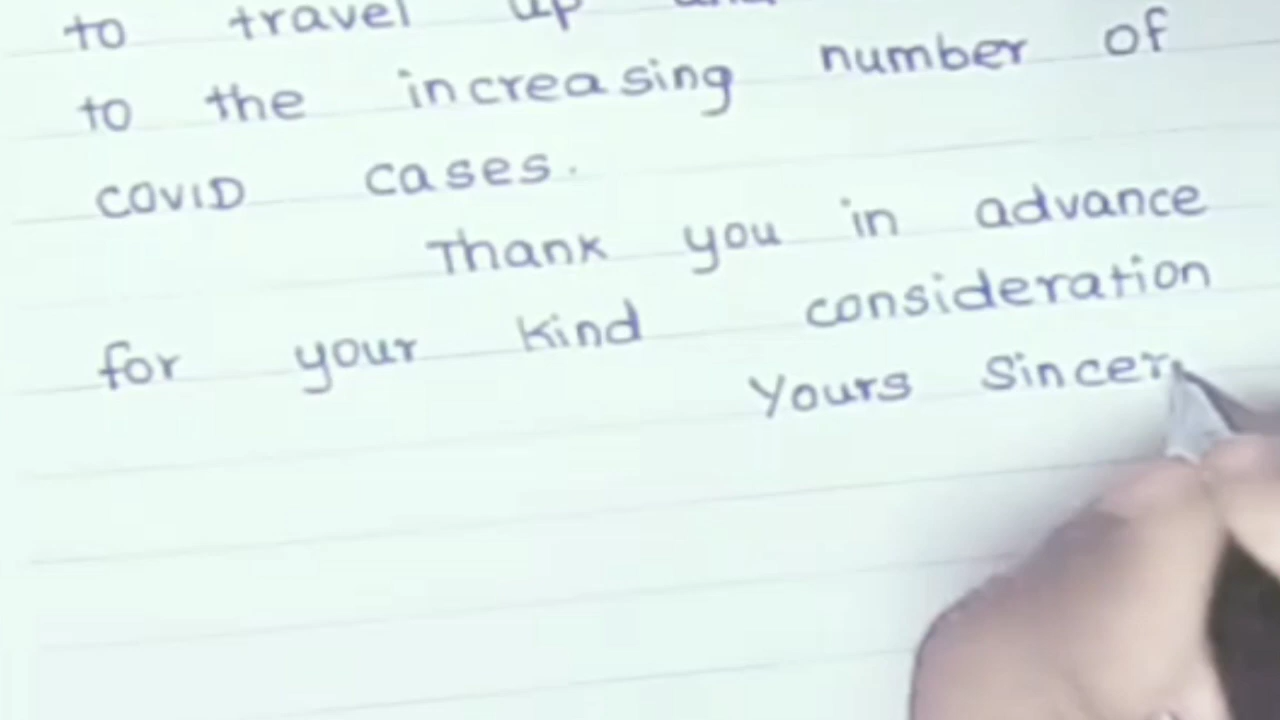 to travel up
to the increasing number of
COVID cases.
Thank you in advance
for your kind consideration
Yours Sincer